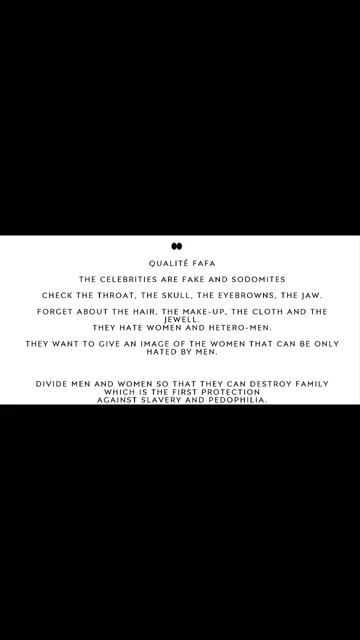 QUALITÉ FAFA
THE CELEBRITIES ARE FAKE AND SODOMITES
CHECK THE THROAT, THE SKULL, THE EYEBROWNS, THE JAW.
FORGET ABOUT THE HAIR, THE MAKE-UP, THE CLOTH AND THE
JEWELL.
THEY HATE WOMEN AND HETERO-MEN.
THEY WANT TO GIVE AN IMAGE OF THE WOMEN THAT CAN BE ONLY
HATED BY MEN.
DIVIDE MEN AND WOMEN SO THAT THEY CAN DESTROY FAMILY
WHICH IS THE FIRST PROTECTION
AGAINST SLAVERY AND PEDOPHILIA.